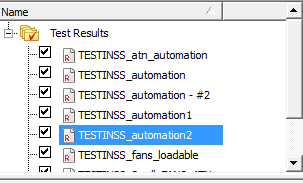 Name
Test Results
TESTINSS_atn_automation
TESTINSS_automation
TESTINSS_automation - #2
TESTINSS_automation1
TESTINSS_automation2
TESTINSS_fans_loadable